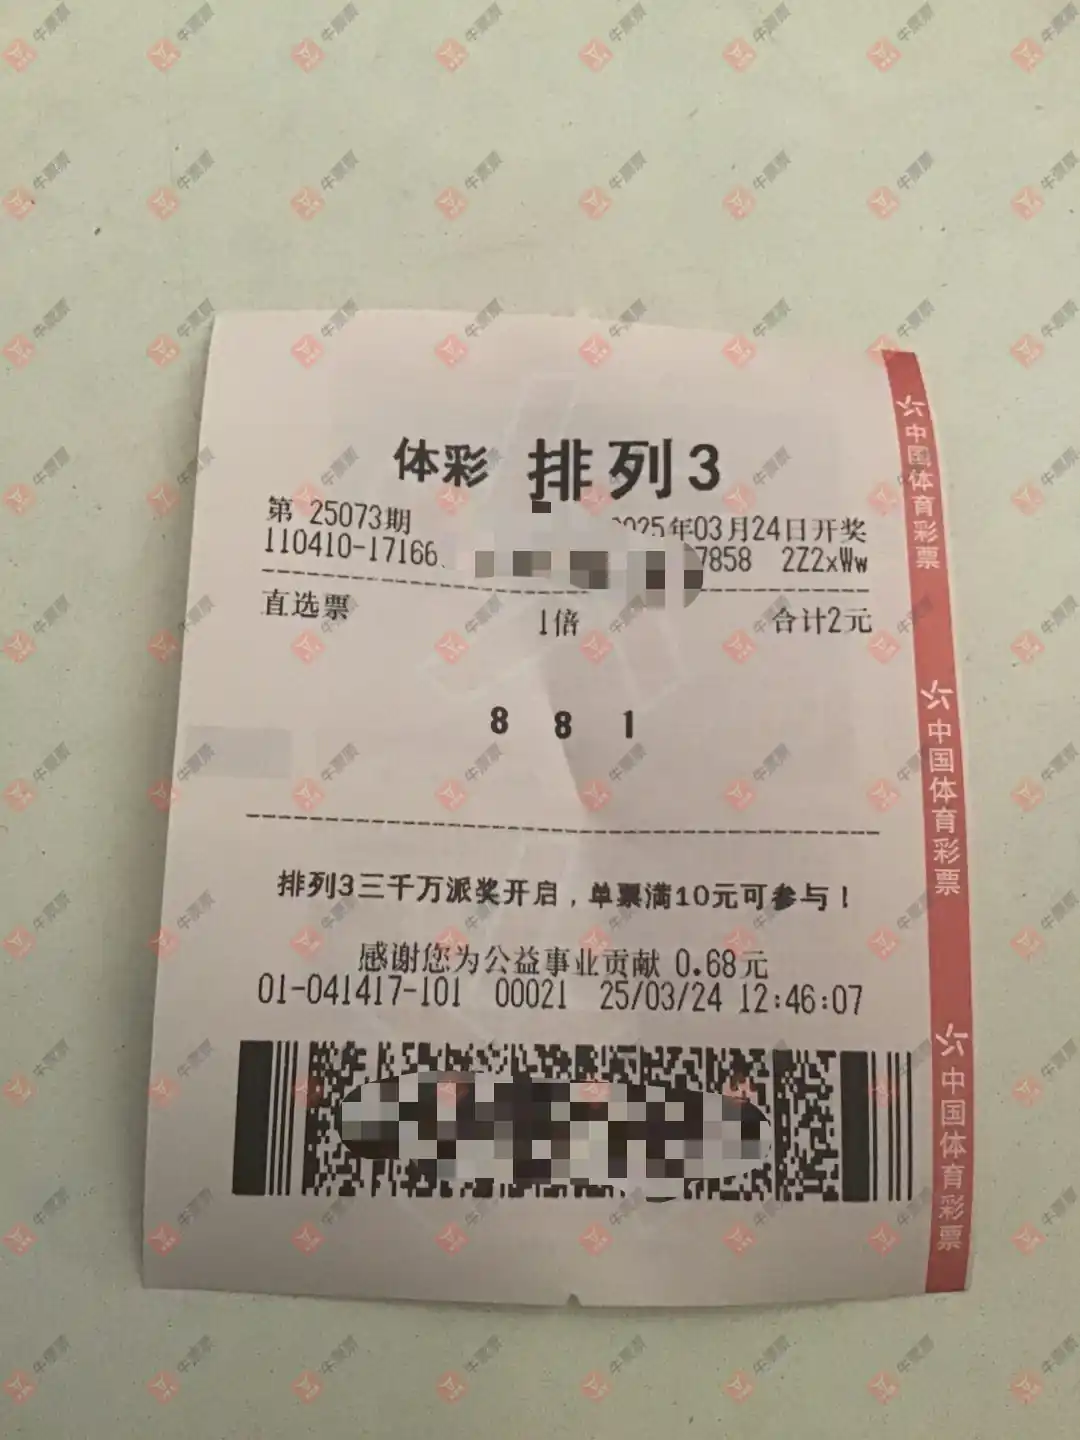 体彩 排列3
第 25073期 2025年03月24日开奖
110410-17166 7858 2Z2xWw
直选票 1倍 合计2元
8 8 1
排列3三千万派奖开启，单票满10元可参与！
感谢您为公益事业贡献 0.68元
01-041417-101 00021 25/03/24 12:46:07
中国体育彩票
中国体育彩票
中国体育彩票
牛票票